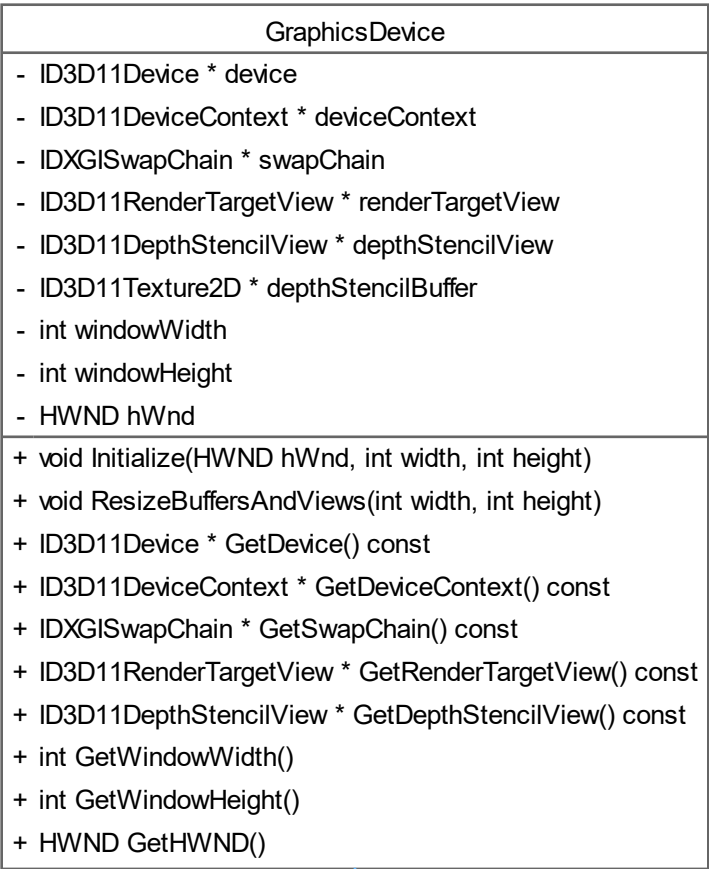 GraphicsDevice
- ID3D11Device * device
- ID3D11DeviceContext * deviceContext
- IDXGISwapChain * swapChain
- ID3D11RenderTargetView * renderTargetView
- ID3D11DepthStencilView * depthStencilView
- ID3D11Texture2D * depthStencilBuffer
- int windowWidth
- int windowHeight
- HWND hWnd
+ void Initialize(HWND hWnd, int width, int height)
+ void ResizeBuffersAndViews(int width, int height)
+ ID3D11Device * GetDevice() const
+ ID3D11DeviceContext * GetDeviceContext() const
+ IDXGISwapChain * GetSwapChain() const
+ ID3D11RenderTargetView * GetRenderTargetView() const
+ ID3D11DepthStencilView * GetDepthStencilView() const
+ int GetWindowWidth()
+ int GetWindowHeight()
+ HWND GetHWND()